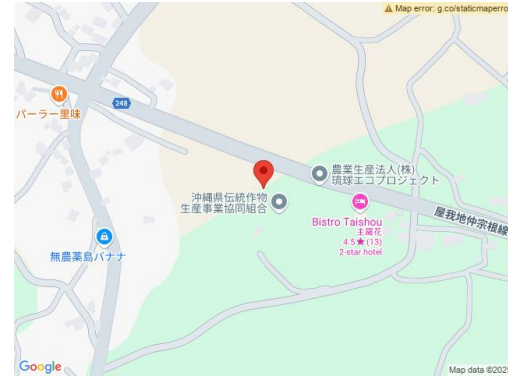 Map error: g.co/staticmaperro
248
パーラー里味
農業生産法人(株)
琉球エコプロジェクト
沖縄県伝統作物
生産事業協同組合
Bistro Taishou
主羅花
4.5★(13)
2-star hotel
屋我地仲宗根線
無農薬島バナナ
Google
Map data ©2025